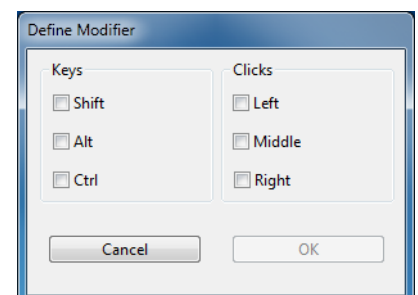 Define Modifier
Keys
Shift
Alt
Ctrl
Clicks
Left
Middle
Right
Cancel
OK